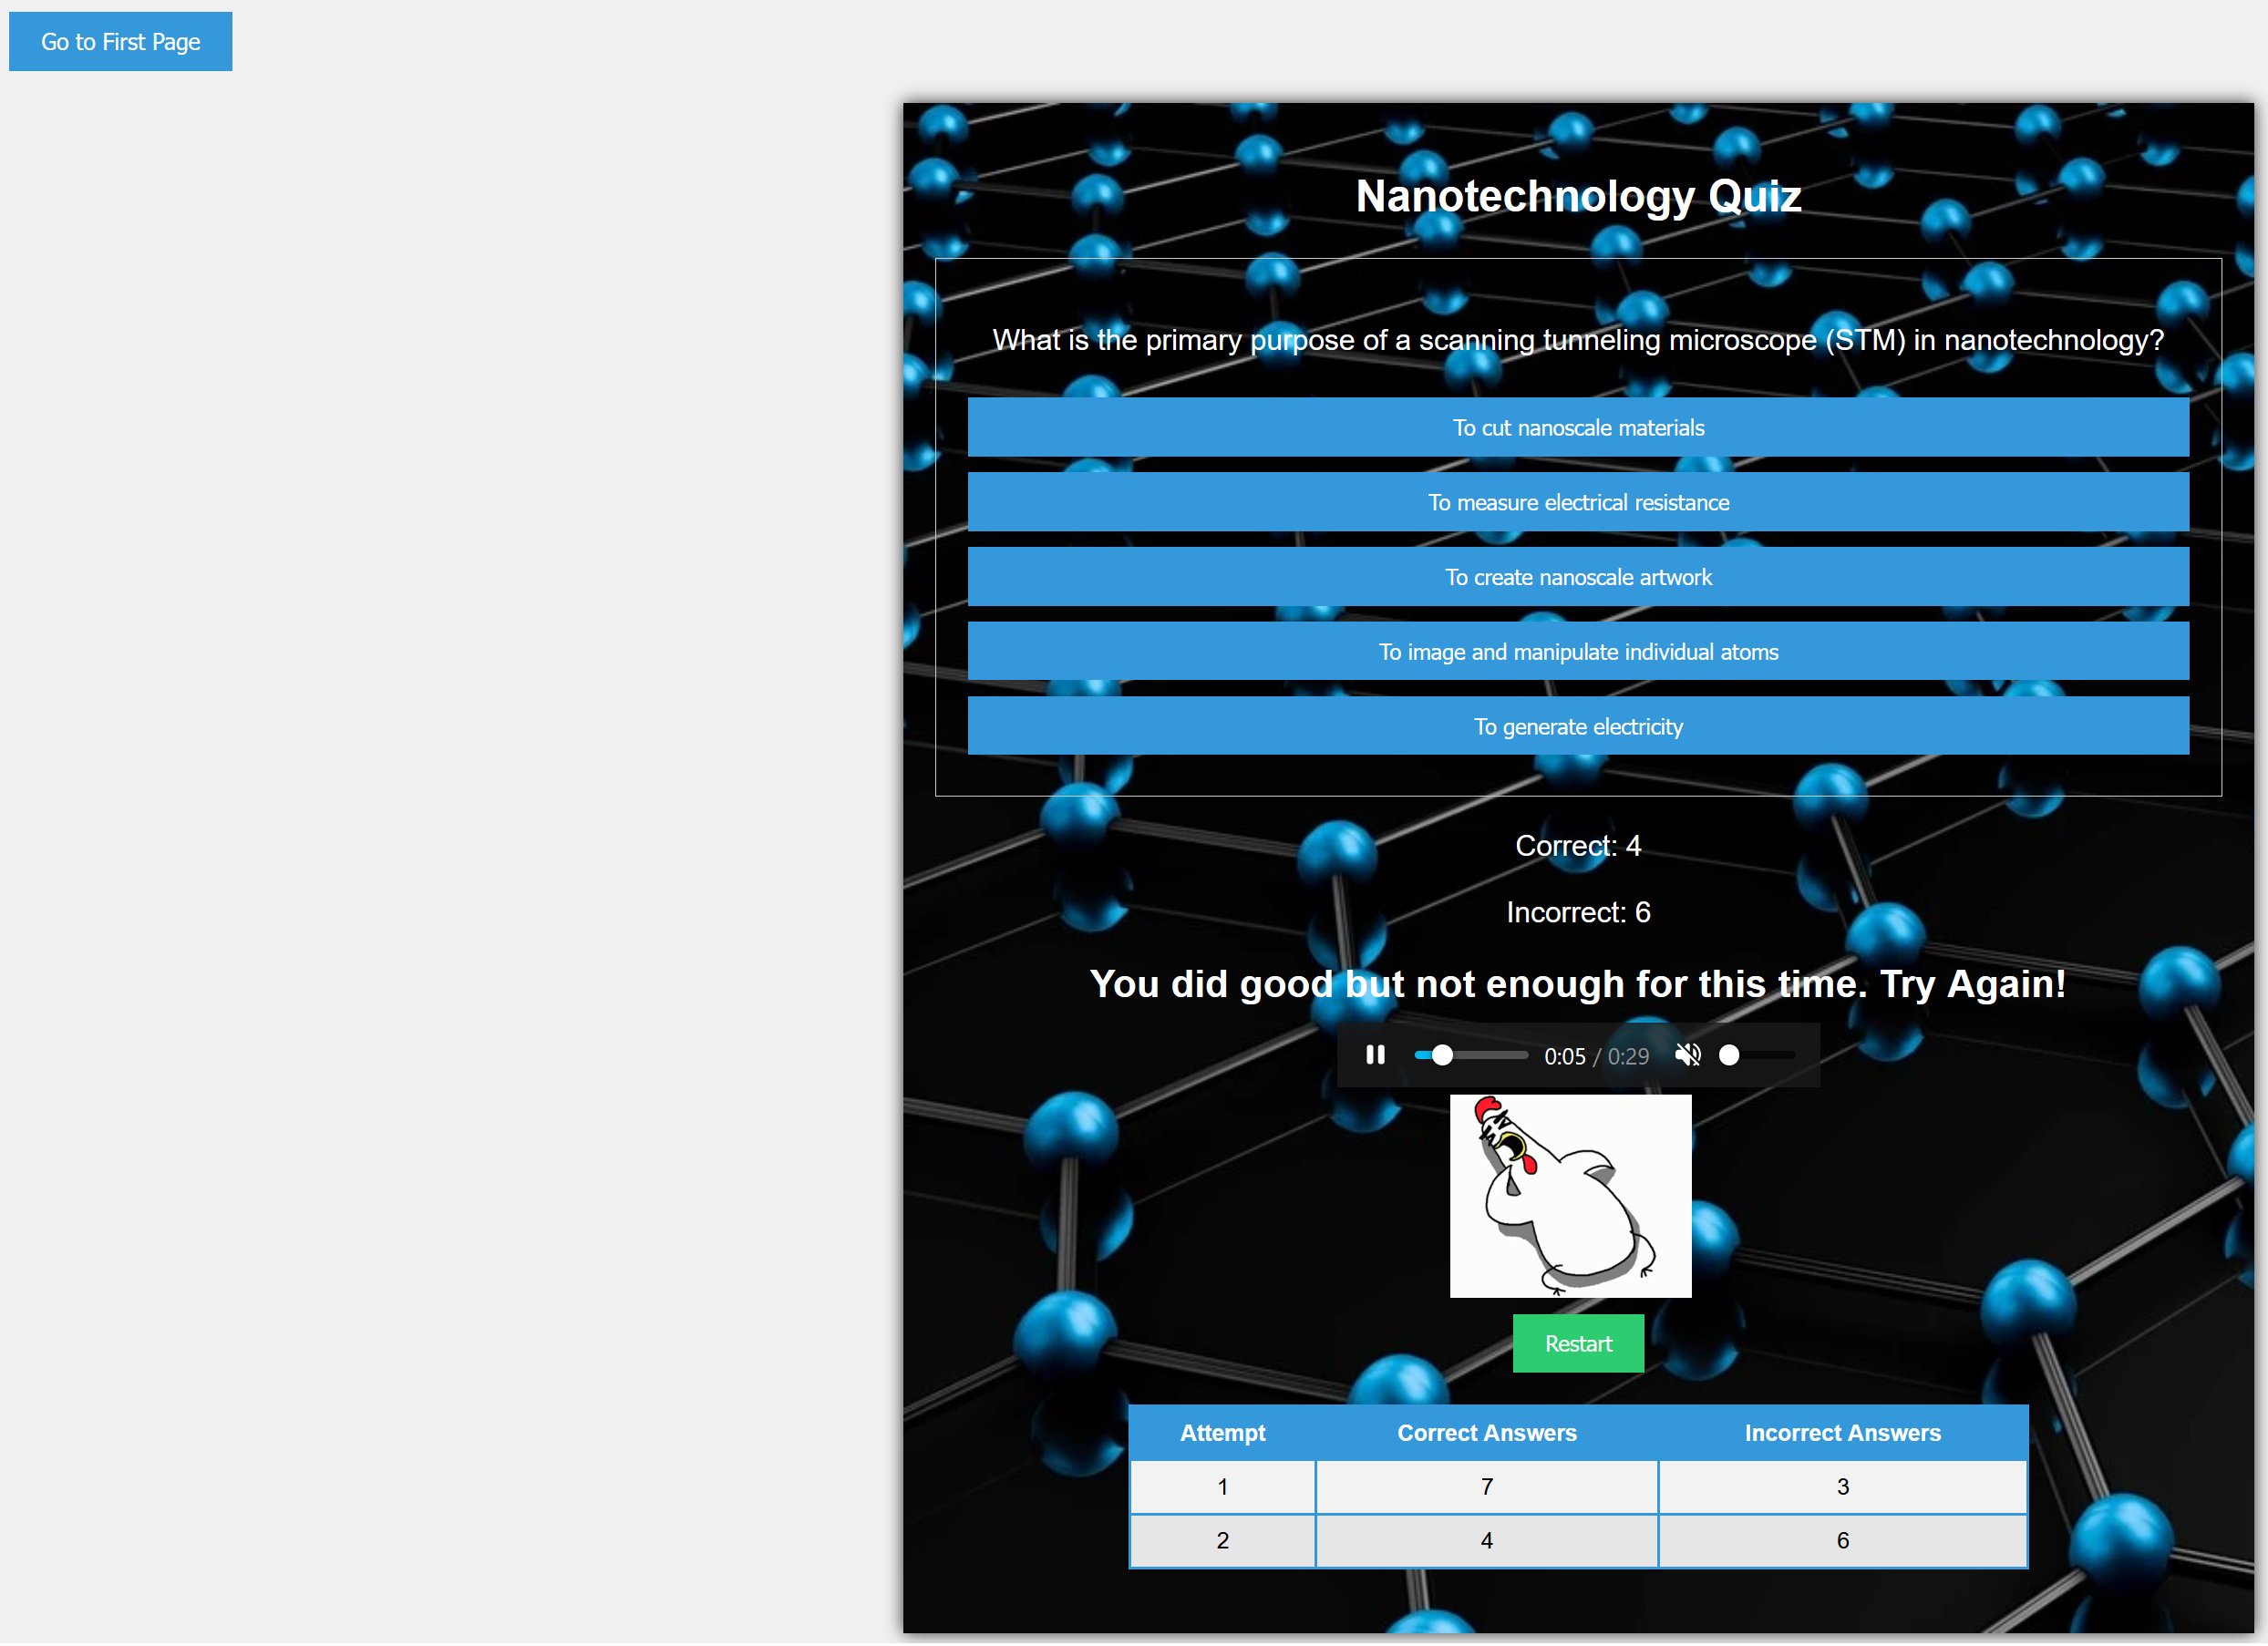 Go to First Page
Nanotechnology Quiz
What is the primary purpose of a scanning tunneling microscope (STM) in nanotechnology?
To cut nanoscale materials
To measure electrical resistance
To create nanoscale artwork
To image and manipulate individual atoms
To generate electricity
Correct: 4
Incorrect: 6
You did good but not enough for this time. Try Again!
0:05 / 0:29
Restart
Attempt Correct Answers Incorrect Answers
1 7 3
2 4 6